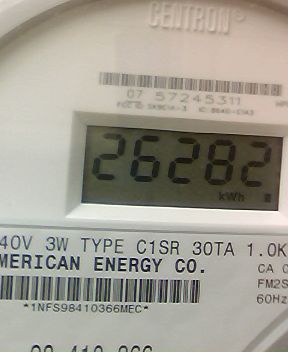 CENTRON
07 57245311
26282
kWh
40V 3W TYPE C1SR 30TA 1.0K
MERICAN ENERGY CO.
CA 0
FM2S
*1NFS98410366MEC*
60Hz